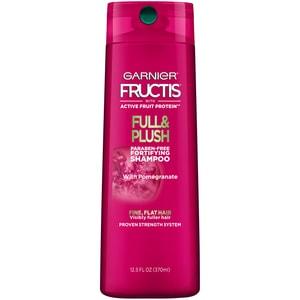 GARNIER
FRUCTIS
WITH
ACTIVE FRUIT PROTEIN™
FULL&
PLUSH
PARABEN-FREE
FORTIFYING
SHAMPOO
With Pomegranate
FINE, FLAT HAIR
Visibly fuller hair
PROVEN STRENGTH SYSTEM
12.5 FL OZ (370ml)